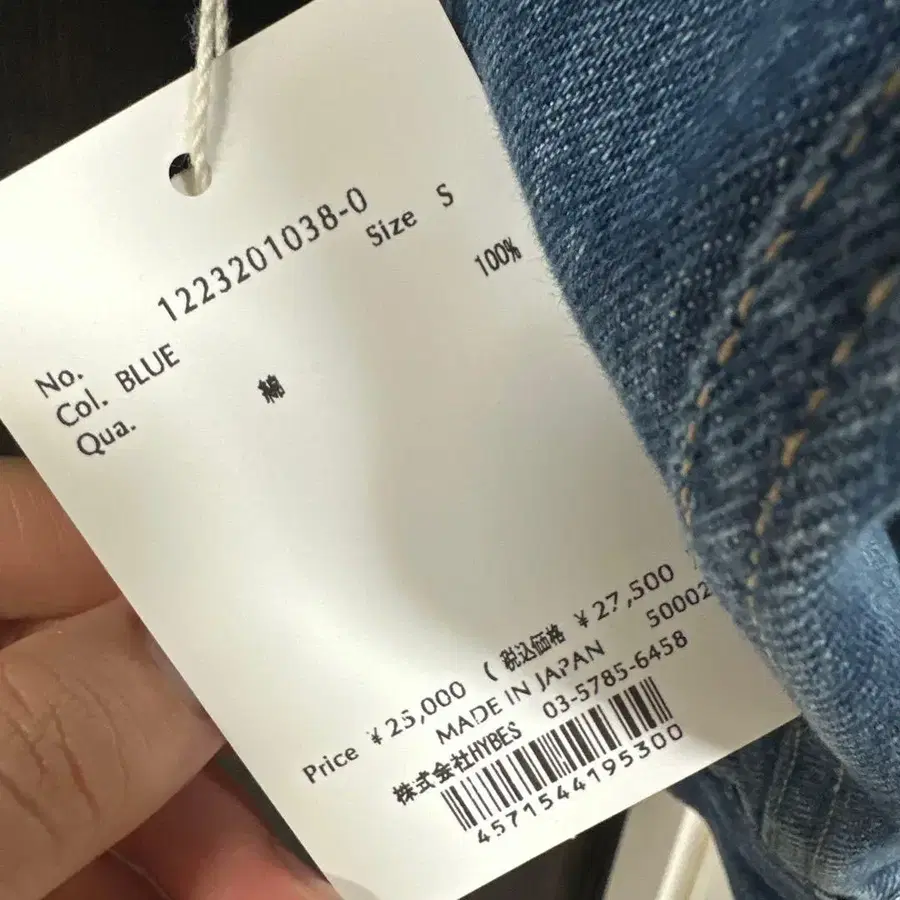 No. 1223201038-0
Col. BLUE Size S
Qua. 綿 100%
Price ¥25,000 (税込価格 ¥27,500
MADE IN JAPAN 50002
株式会社HYBES 03-5785-6458
4571544195300